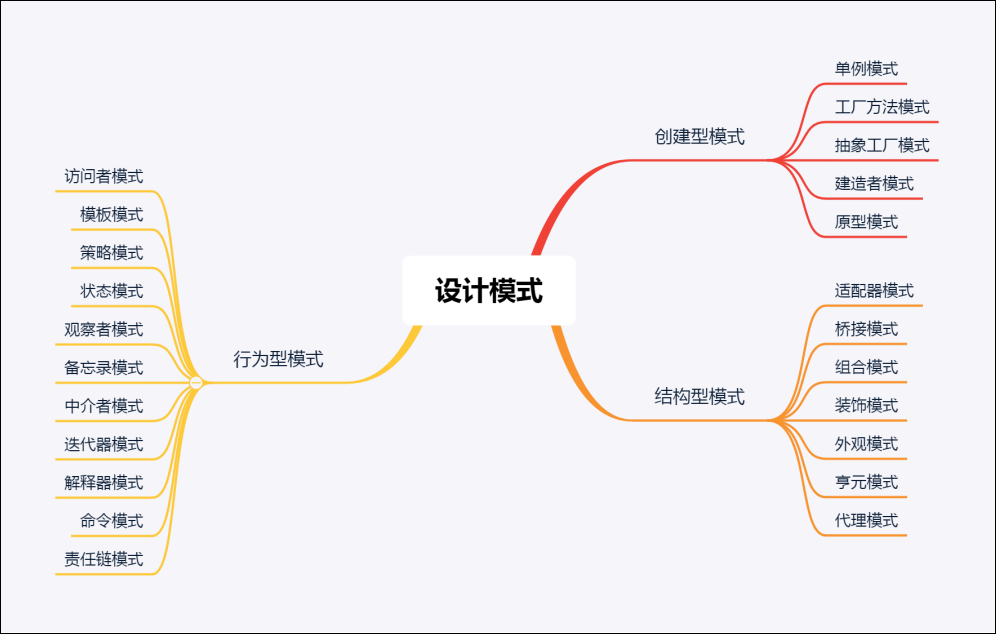 设计模式
创建型模式
单例模式
工厂方法模式
抽象工厂模式
建造者模式
原型模式
结构型模式
适配器模式
桥接模式
组合模式
装饰模式
外观模式
亨元模式
代理模式
行为型模式
访问者模式
模板模式
策略模式
状态模式
观察者模式
备忘录模式
中介者模式
迭代器模式
解释器模式
命令模式
责任链模式